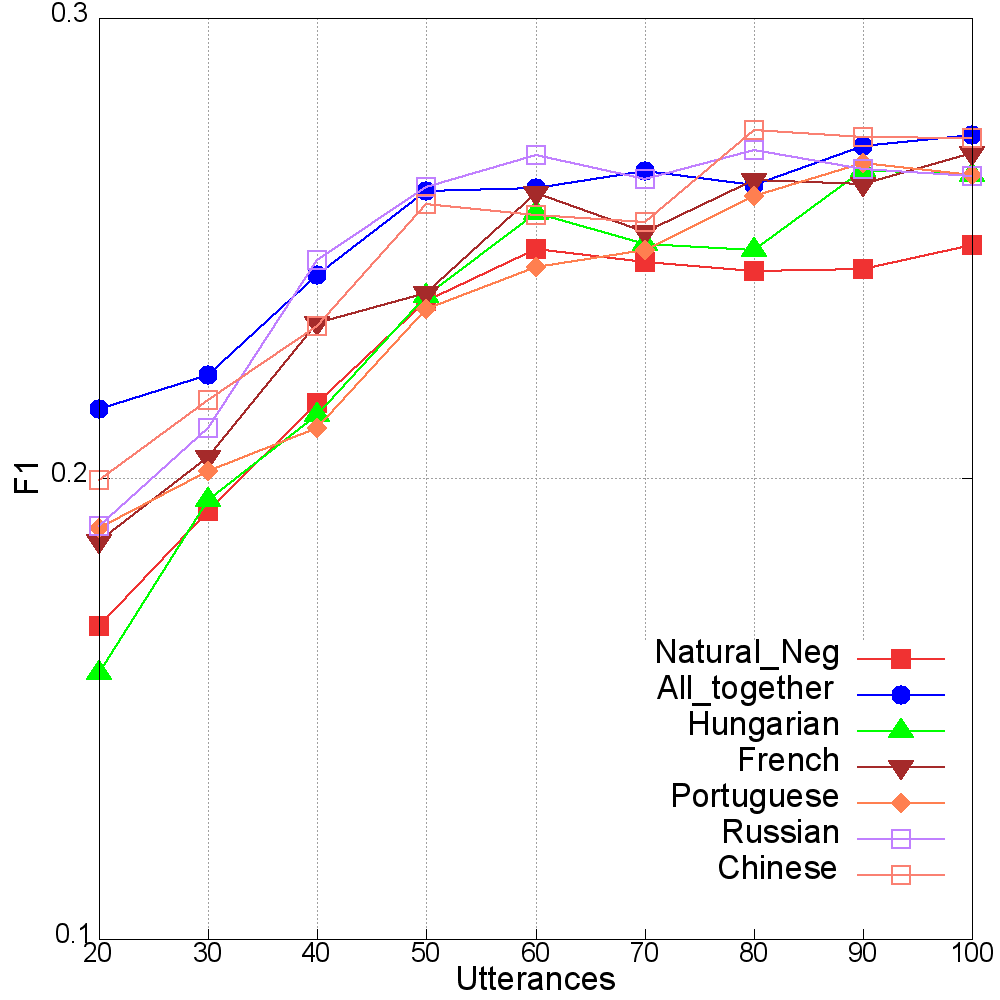 0.3
0.2
0.1
F1
Natural_Neg
All_together
Hungarian
French
Portuguese
Russian
Chinese
20 30 40 50 60 70 80 90 100
Utterances